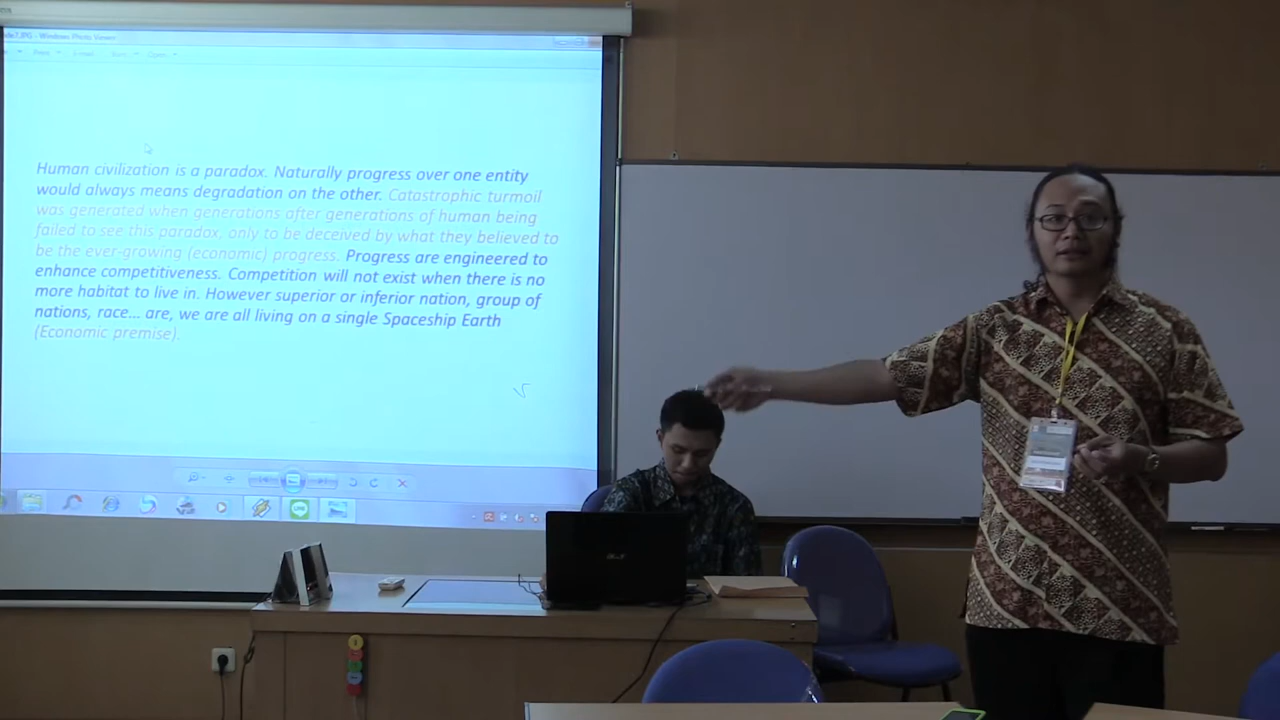 Windows Photo Viewer
Human civilization is a paradox. Naturally progress over one entity
would always means degradation on the other. Catastrophic turmoil
was generated when generations after generations of human being
failed to see this paradox, only to be deceived by what they believed to
be the ever-growing (economic) progress. Progress are engineered to
enhance competitiveness. Competition will not exist when there is no
more habitat to live in. However superior or inferior nation, group of
nations, race... are, we are all living on a single Spaceship Earth
(Economic premise).
acer